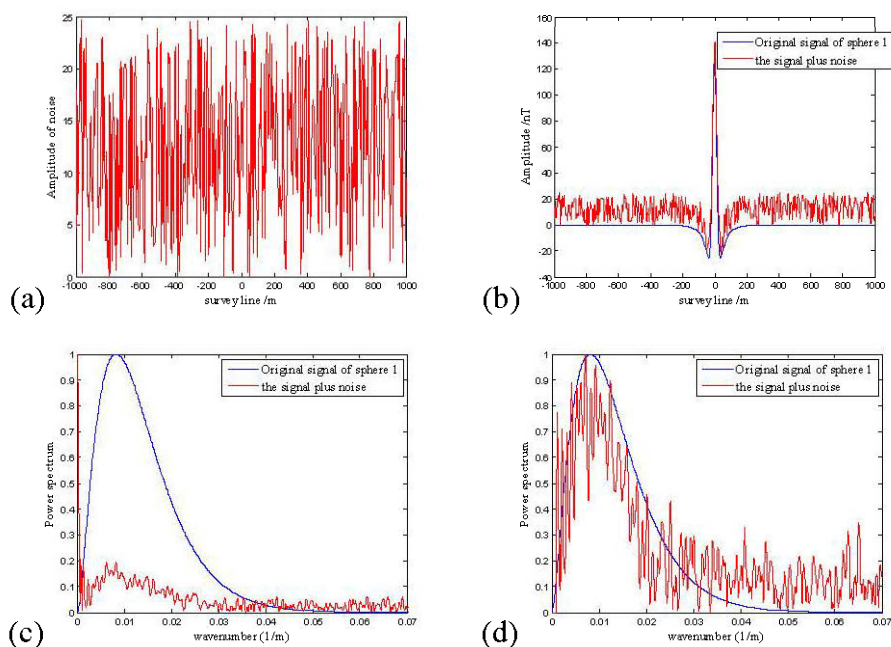 25
20
15
10
5
0
Amplitude of noise
-1000 -800 -600 -400 -200 0 200 400 600 800 1000
survey line /m
(a)
160
140
120
100
80
60
40
20
0
-20
-40
Amplitude /nT
Original signal of sphere 1
the signal plus noise
-1000 -800 -600 -400 -200 0 200 400 600 800 1000
survey line /m
(b)
1
0.9
0.8
0.7
0.6
0.5
0.4
0.3
0.2
0.1
0
Power spectrum
Original signal of sphere 1
the signal plus noise
0 0.01 0.02 0.03 0.04 0.05 0.06 0.07
wavenumber (1/m)
(c)
1
0.9
0.8
0.7
0.6
0.5
0.4
0.3
0.2
0.1
0
Power spectrum
Original signal of sphere 1
the signal plus noise
0 0.01 0.02 0.03 0.04 0.05 0.06 0.07
wavenumber (1/m)
(d)